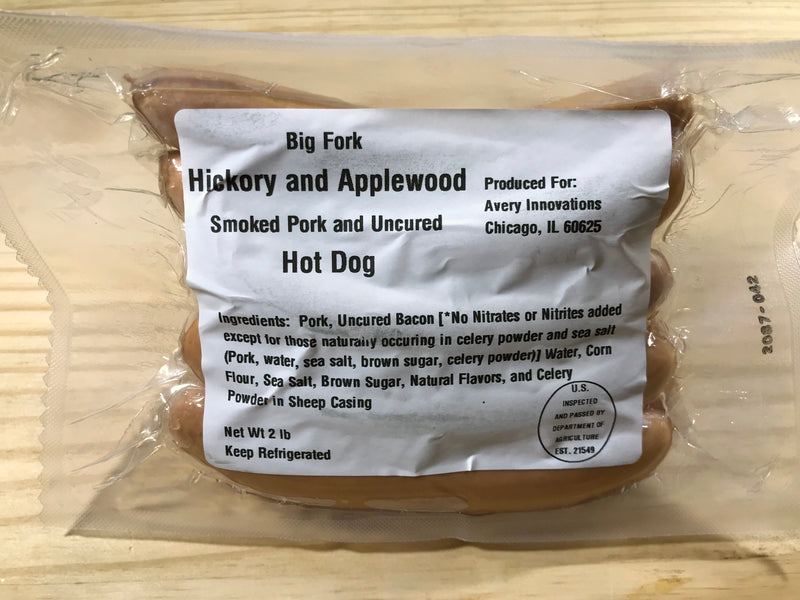 Big Fork
Hickory and Applewood
Smoked Pork and Uncured
Hot Dog
Produced For:
Avery Innovations
Chicago, IL 60625
Ingredients: Pork, Uncured Bacon [*No Nitrates or Nitrites added
except for those naturally occuring in celery powder and sea salt
(Pork, water, sea salt, brown sugar, celery powder)] Water, Corn
Flour, Sea Salt, Brown Sugar, Natural Flavors, and Celery
Powder in Sheep Casing
Net Wt 2 lb
Keep Refrigerated
U.S.
INSPECTED
AND PASSED BY
DEPARTMENT OF
AGRICULTURE
EST. 21549
2087-042